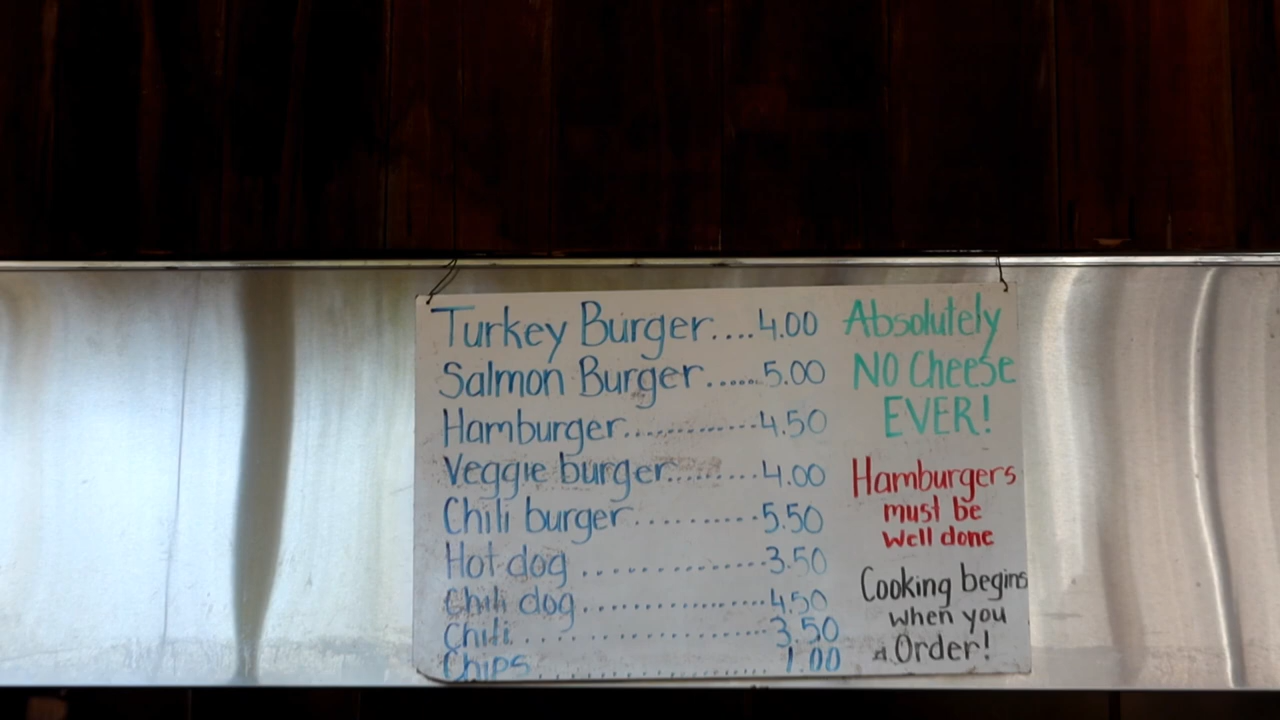 Turkey Burger....4.00
Salmon Burger......5.00
Hamburger............4.50
Veggie burger.........4.00
Chili burger..........5.50
Hot dog..............3.50
Chili dog..............4.50
Chili..................3.50
Chips................1.00
Absolutely
NO Cheese
EVER!
Hamburgers
must be
Well done
Cooking begins
when you
Order!